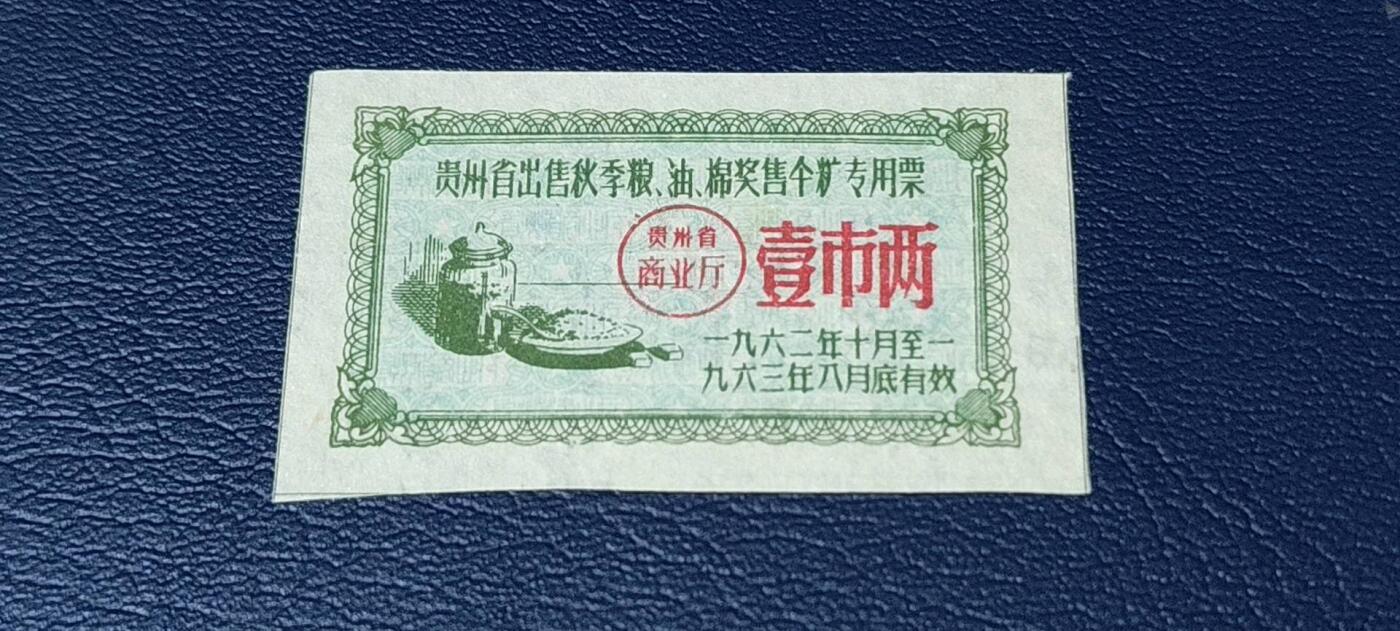 贵州省出售秋季粮、油、棉奖售专用票
贵州省
商业厅
壹市两
一九六二年十月至一
九六三年八月底有效